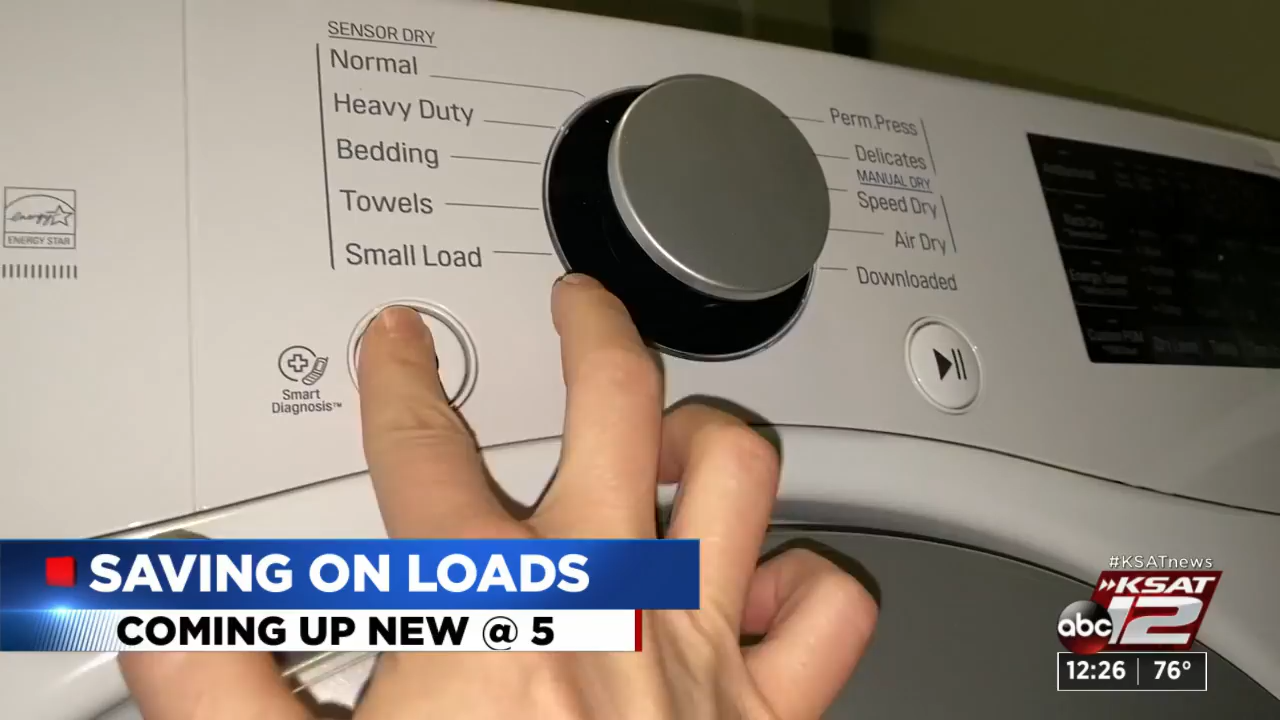 SENSOR DRY
Normal
Heavy Duty
Bedding
Towels
Small Load
Perm.Press
Delicates
MANUAL DRY
Speed Dry
Air Dry
Downloaded
energy
ENERGY STAR
Smart
Diagnosis™
SAVING ON LOADS
COMING UP NEW @ 5
#KSATnews
KSAT
abc 12
12:26 76°